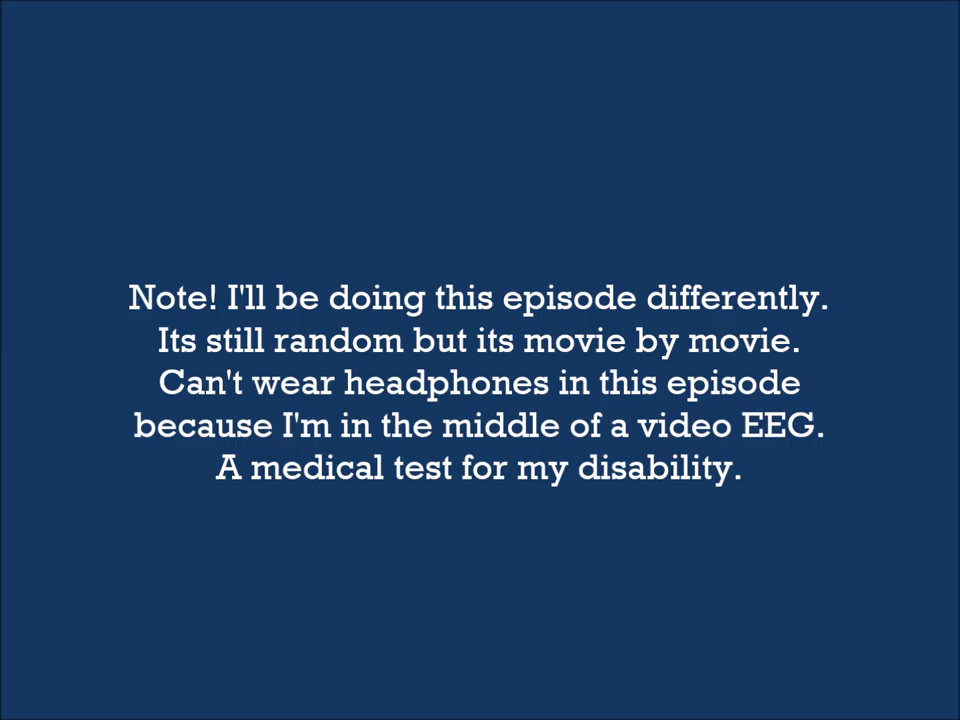 Note! I'll be doing this episode differently.
Its still random but its movie by movie.
Can't wear headphones in this episode
because I'm in the middle of a video EEG.
A medical test for my disability.